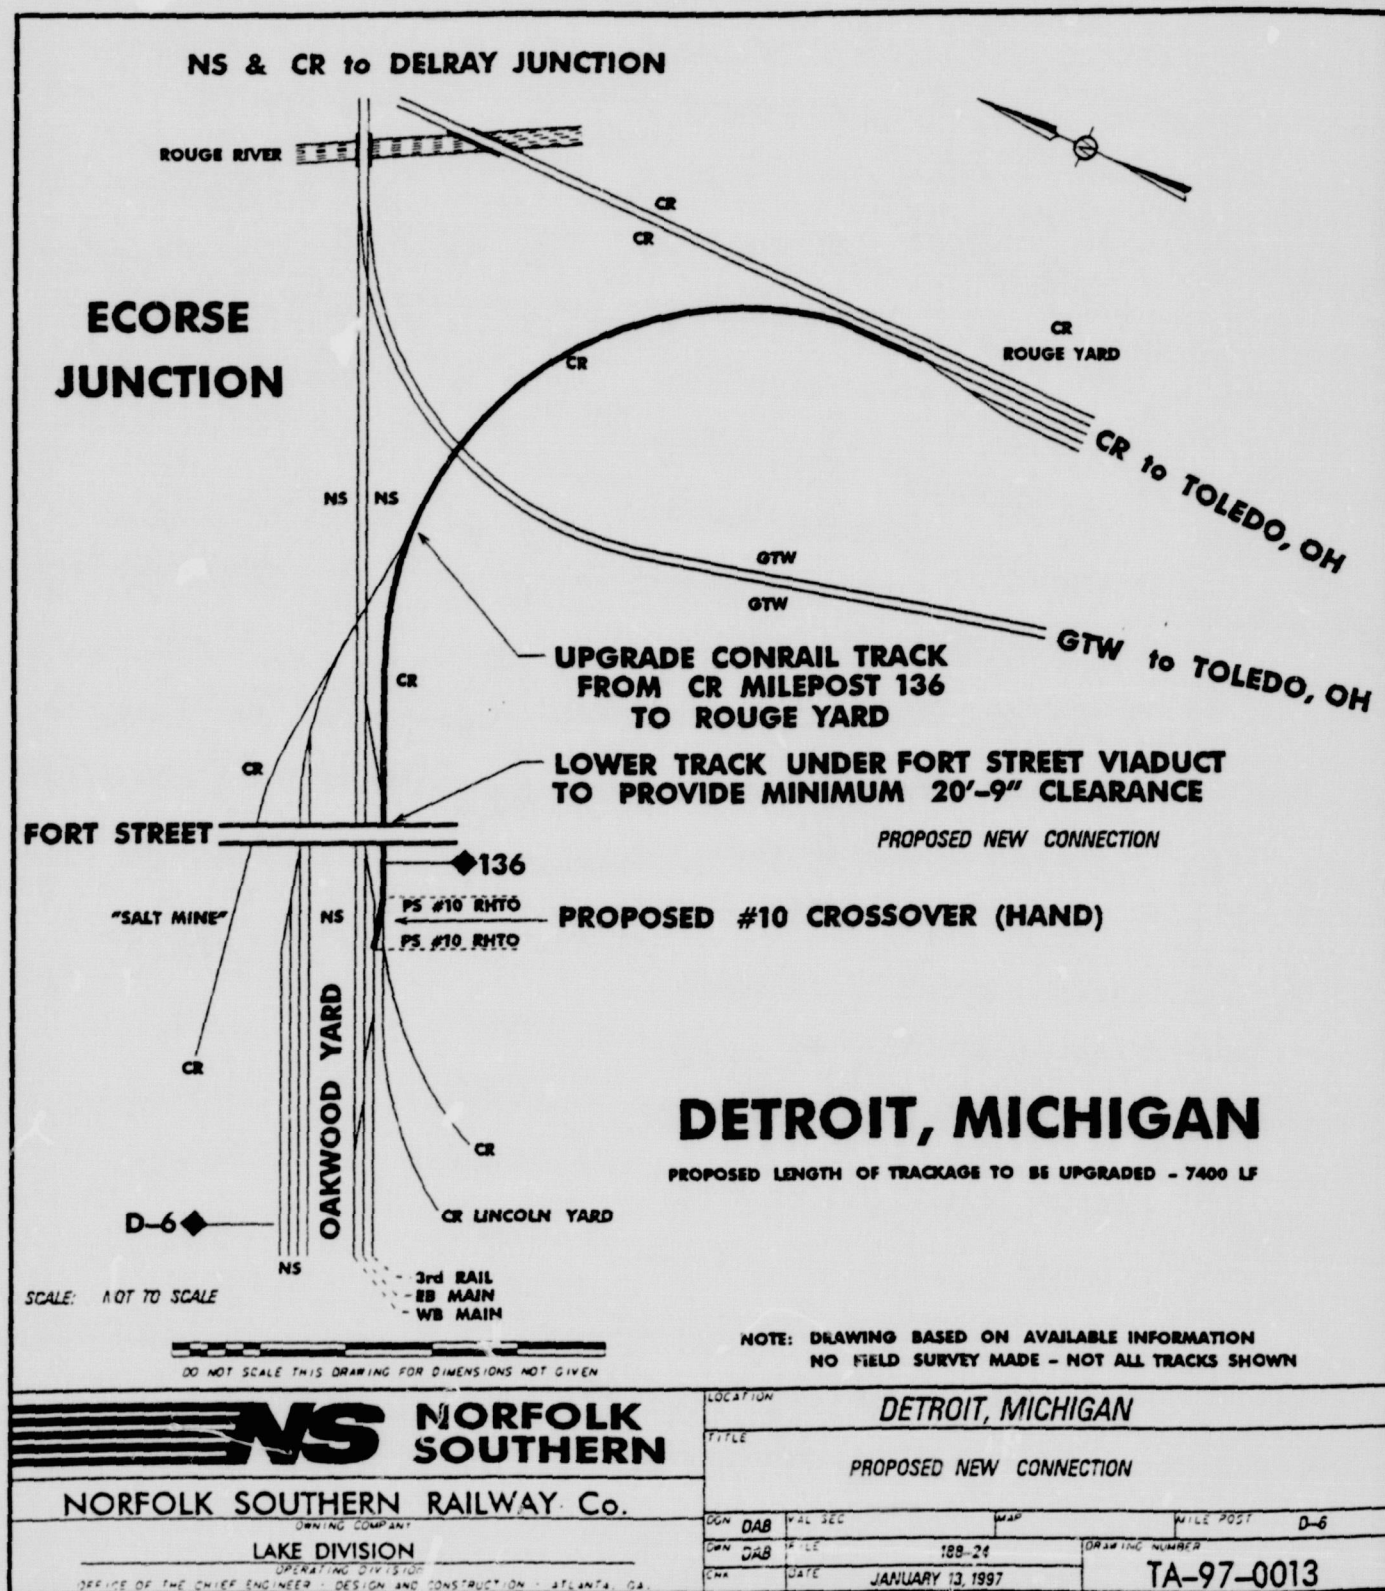 NS & CR to DELRAY JUNCTION
ROUGE RIVER
CR
CR
ECORSE
JUNCTION
CR
ROUGE YARD
CR
CR to TOLEDO, OH
NS NS
GTW
GTW
GTW to TOLEDO, OH
UPGRADE CONRAIL TRACK
FROM CR MILEPOST 136
TO ROUGE YARD
CR
CR
LOWER TRACK UNDER FORT STREET VIADUCT
TO PROVIDE MINIMUM 20'-9" CLEARANCE
FORT STREET
PROPOSED NEW CONNECTION
136
"SALT MINE"
NS
PS #10 RHTO
PROPOSED #10 CROSSOVER (HAND)
PS #10 RHTO
OAKWOOD YARD
CR
CR
DETROIT, MICHIGAN
PROPOSED LENGTH OF TRACKAGE TO BE UPGRADED - 7400 LF
D-6
CR LINCOLN YARD
NS
3rd RAIL
EB MAIN
WB MAIN
SCALE: NOT TO SCALE
NOTE: DRAWING BASED ON AVAILABLE INFORMATION
NO FIELD SURVEY MADE - NOT ALL TRACKS SHOWN
DO NOT SCALE THIS DRAWING FOR DIMENSIONS NOT GIVEN
NS NORFOLK
SOUTHERN
NORFOLK SOUTHERN RAILWAY Co.
OWNING COMPANY
LAKE DIVISION
OPERATING DIVISION
OFFICE OF THE CHIEF ENGINEER - DESIGN AND CONSTRUCTION - ATLANTA, GA.
LOCATION
DETROIT, MICHIGAN
TITLE
PROPOSED NEW CONNECTION
DGN DAB VAL SEC MAP MILE POST D-6
DWN DAB FILE 188-24 DRAWING NUMBER
CHK DATE JANUARY 13, 1997 TA-97-0013